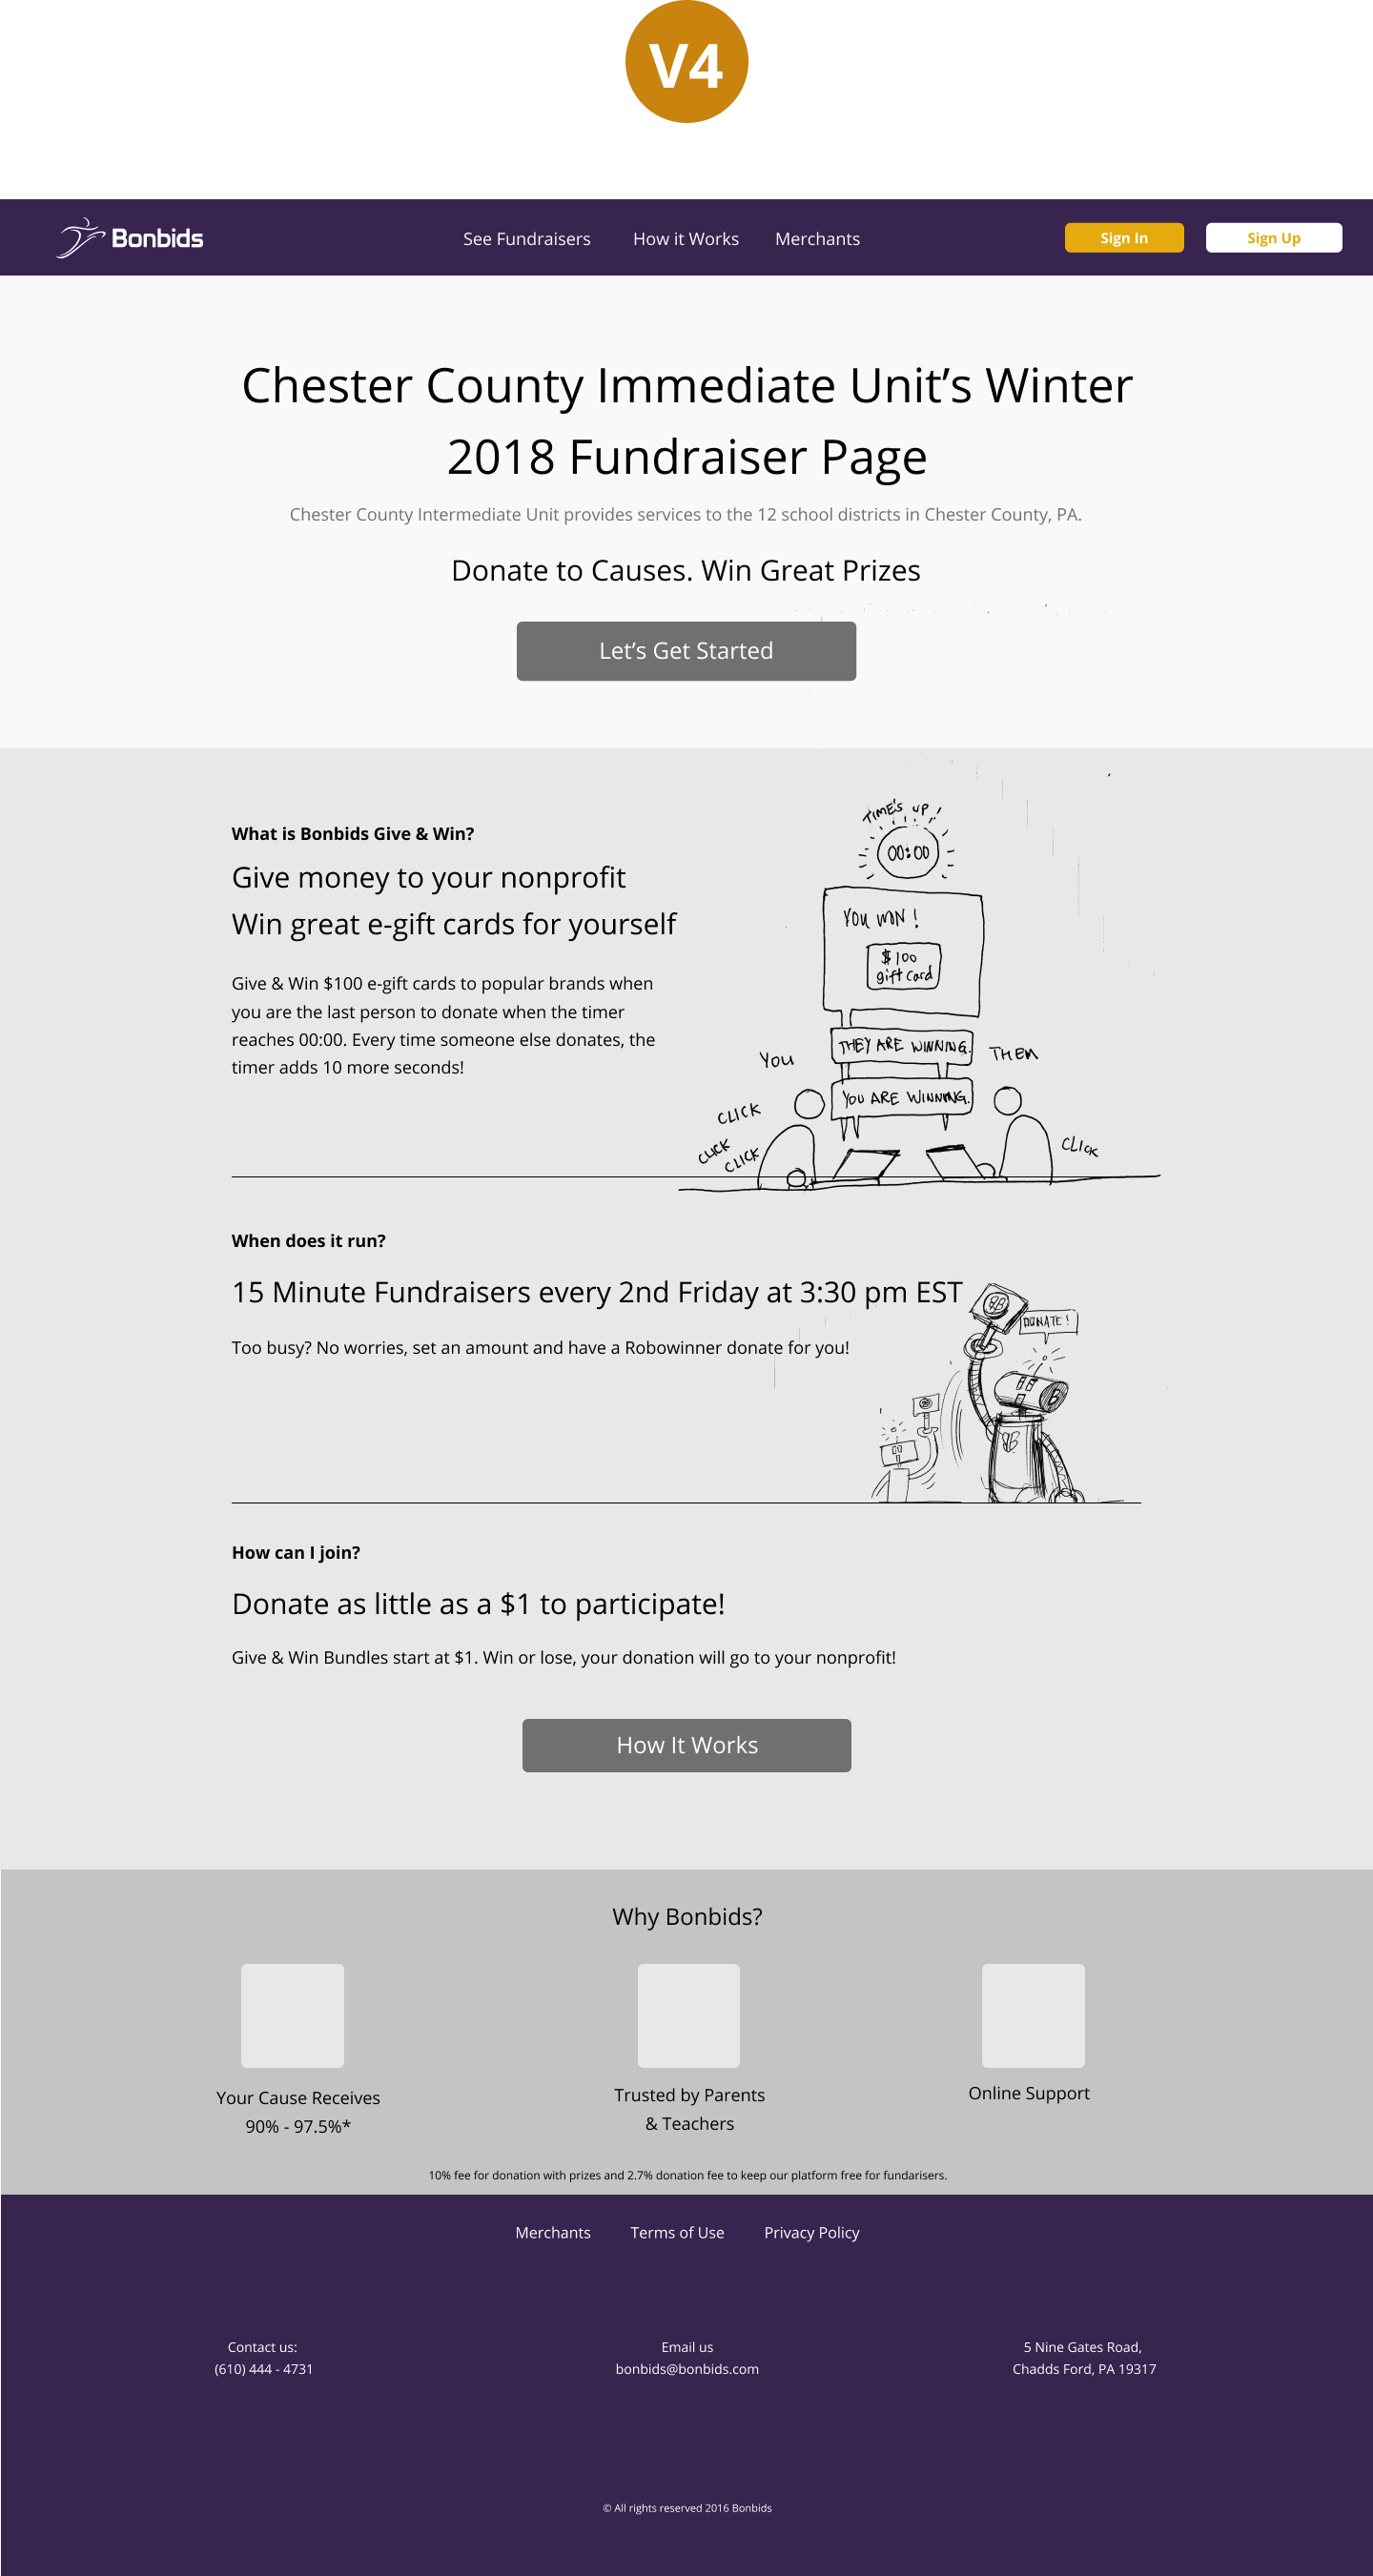 V4
Bonbids
See Fundraisers
How it Works
Merchants
Sign In
Sign Up
Chester County Immediate Unit’s Winter
2018 Fundraiser Page
Chester County Intermediate Unit provides services to the 12 school districts in Chester County, PA.
Donate to Causes. Win Great Prizes
Let’s Get Started
What is Bonbids Give & Win?
Give money to your nonprofit
Win great e-gift cards for yourself
Give & Win $100 e-gift cards to popular brands when
you are the last person to donate when the timer
reaches 00:00. Every time someone else donates, the
timer adds 10 more seconds!
TIME'S UP!
00:00
YOU WIN!
$100
gift card
THEY ARE WINNING.
YOU ARE WINNING.
YOU
THEM
CLICK
CLICK
CLICK
CLICK
When does it run?
15 Minute Fundraisers every 2nd Friday at 3:30 pm EST
Too busy? No worries, set an amount and have a Robowinner donate for you!
DONATE!
B
How can I join?
Donate as little as a $1 to participate!
Give & Win Bundles start at $1. Win or lose, your donation will go to your nonprofit!
How It Works
Why Bonbids?
Your Cause Receives
90% - 97.5%*
Trusted by Parents
& Teachers
Online Support
10% fee for donation with prizes and 2.7% donation fee to keep our platform free for fundarisers.
Merchants
Terms of Use
Privacy Policy
Contact us:
(610) 444 - 4731
Email us
bonbids@bonbids.com
5 Nine Gates Road,
Chadds Ford, PA 19317
© All rights reserved 2016 Bonbids